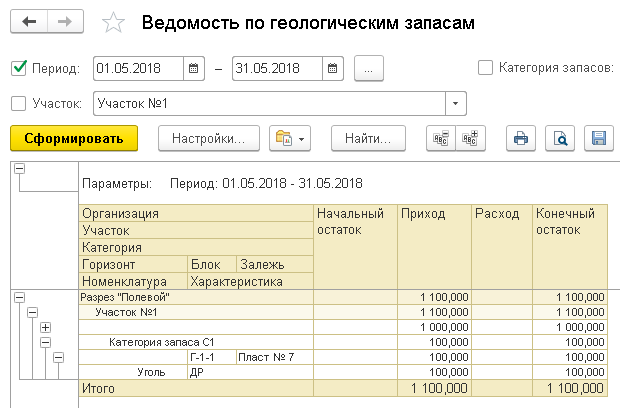 Ведомость по геологическим запасам
Период: 01.05.2018 – 31.05.2018 ... Категория запасов:
Участок: Участок №1
Сформировать Настройки... Найти...
Параметры: Период: 01.05.2018 - 31.05.2018
Организация Начальный остаток Приход Расход Конечный остаток
Участок
Категория
Горизонт Блок Залежь
Номенклатура Характеристика
Разрез "Полевой" 1 100,000 1 100,000
Участок №1 1 100,000 1 100,000
1 000,000 1 000,000
Категория запаса С1 100,000 100,000
Г-1-1 Пласт № 7 100,000 100,000
Уголь ДР 100,000 100,000
Итого 1 100,000 1 100,000